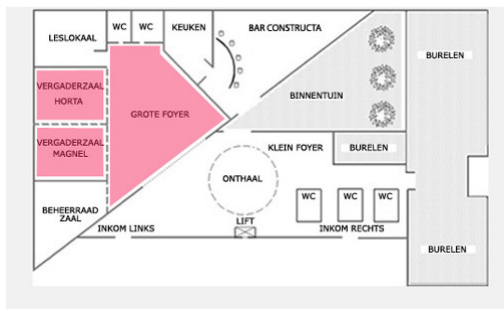 LESLOKAAL
WC
WC
KEUKEN
BAR CONSTRUCTA
BURELEN
VERGADERZAAL
HORTA
GROTE FOYER
BINNENTUIN
VERGADERZAAL
MAGNEL
KLEIN FOYER
BURELEN
ONTHAAL
BEHEERRAAD
ZAAL
WC
WC
WC
LIFT
INKOM LINKS
INKOM RECHTS
BURELEN